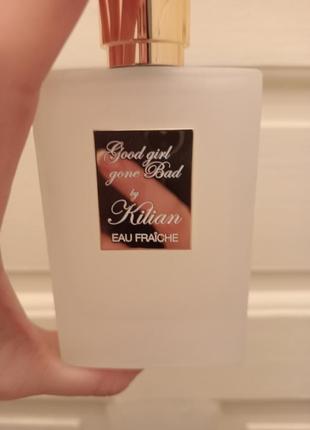 Good girl
gone Bad
by
Kilian
EAU FRAÎCHE